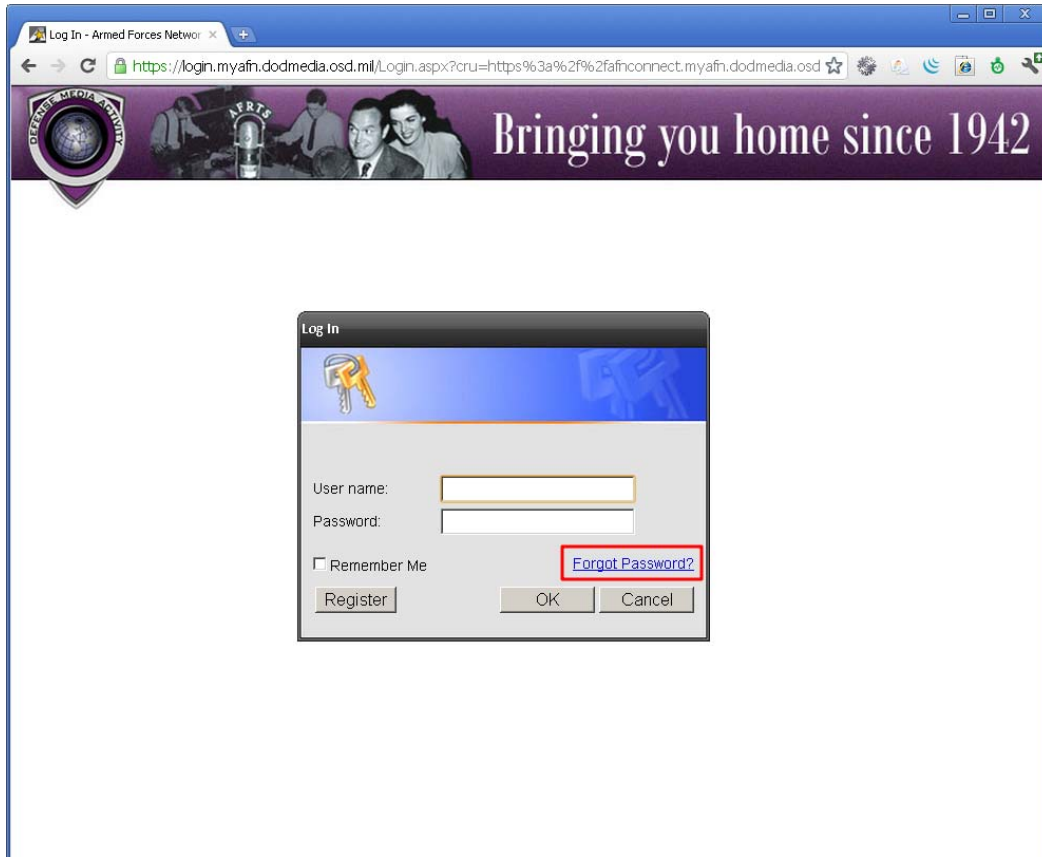 Log In - Armed Forces Networ
https://login.myafn.dodmedia.osd.mil/Login.aspx?cru=https%3a%2f%2fafnconnect.myafn.dodmedia.osd
DEFENSE MEDIA ACTIVITY
AFRTS
Bringing you home since 1942
Log In
User name:
Password:
Remember Me
Forgot Password?
Register
OK
Cancel